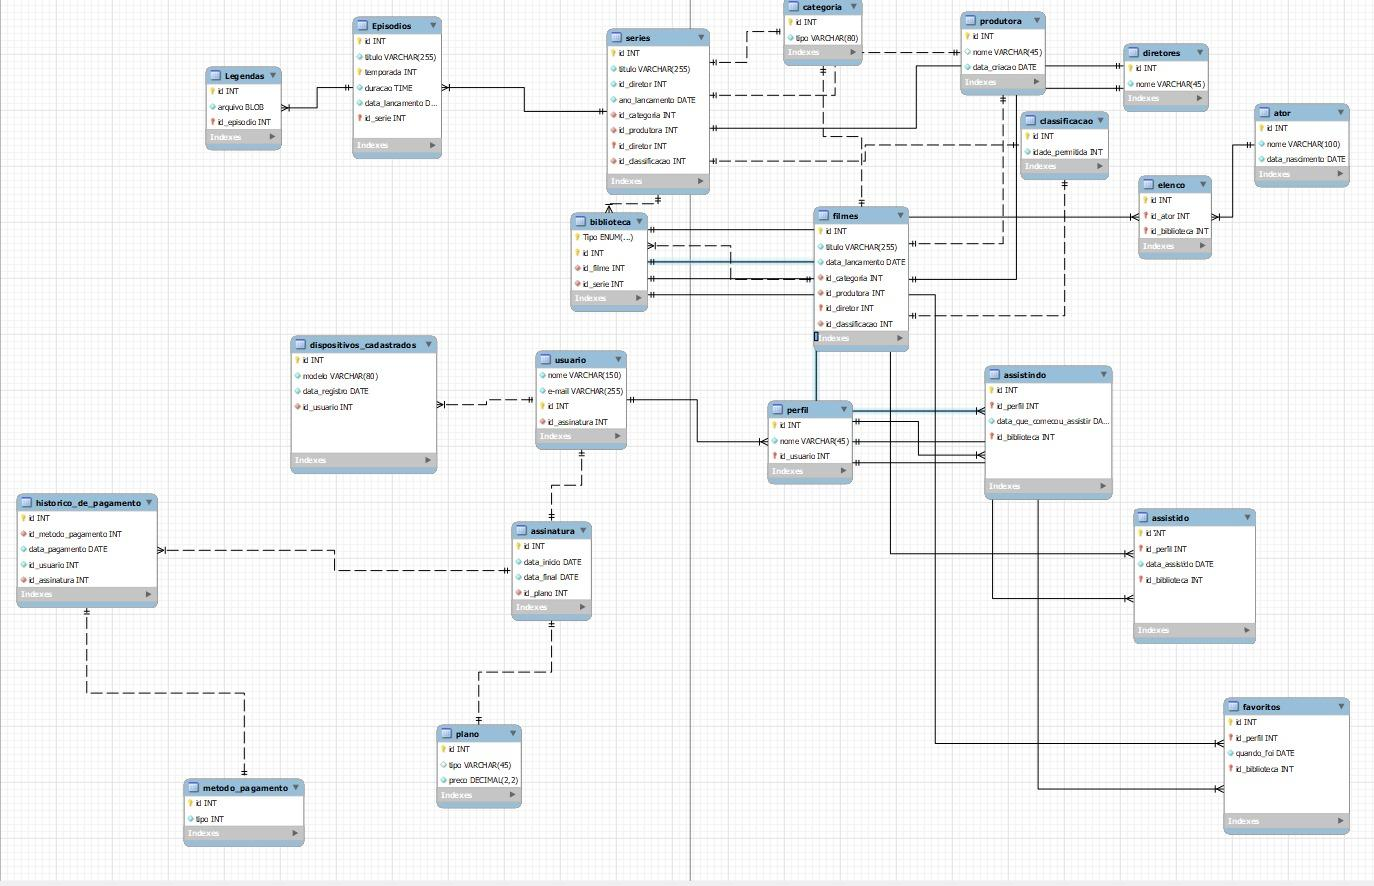 categoria
id INT
tipo VARCHAR(80)
Indexes
produtora
id INT
nome VARCHAR(45)
data_criacao DATE
Indexes
Episodios
id INT
titulo VARCHAR(255)
temporada INT
duracao TIME
data_lancamento D...
id_serie INT
Indexes
series
id INT
titulo VARCHAR(255)
id_diretor INT
ano_lancamento DATE
id_categoria INT
id_produtora INT
id_diretor INT
id_classificacao INT
Indexes
diretores
id INT
nome VARCHAR(45)
Indexes
Legendas
id INT
arquivo BLOB
id_episodio INT
Indexes
classificacao
id INT
idade_permitida INT
Indexes
ator
id INT
nome VARCHAR(100)
data_nascimento DATE
Indexes
elenco
id INT
id_ator INT
id_biblioteca INT
Indexes
biblioteca
Tipo ENUM(...)
id INT
id_filme INT
id_serie INT
Indexes
filmes
id INT
titulo VARCHAR(255)
data_lancamento DATE
id_categoria INT
id_produtora INT
id_diretor INT
id_classificacao INT
Indexes
dispositivos_cadastrados
id INT
modelo VARCHAR(80)
data_registro DATE
id_usuario INT
Indexes
usuario
nome VARCHAR(150)
e-mail VARCHAR(255)
id INT
id_assinatura INT
Indexes
assistindo
id INT
id_perfil INT
data_que_comecou_assistir DA...
id_biblioteca INT
Indexes
perfil
id INT
nome VARCHAR(45)
id_usuario INT
Indexes
historico_de_pagamento
id INT
id_metodo_pagamento INT
data_pagamento DATE
id_usuario INT
id_assinatura INT
Indexes
assinatura
id INT
data_inicio DATE
data_final DATE
id_plano INT
Indexes
assistido
id INT
id_perfil INT
data_assistido DATE
id_biblioteca INT
Indexes
favoritos
id INT
id_perfil INT
quando_foi DATE
id_biblioteca INT
Indexes
plano
id INT
tipo VARCHAR(45)
preco DECIMAL(2,2)
Indexes
metodo_pagamento
id INT
tipo INT
Indexes